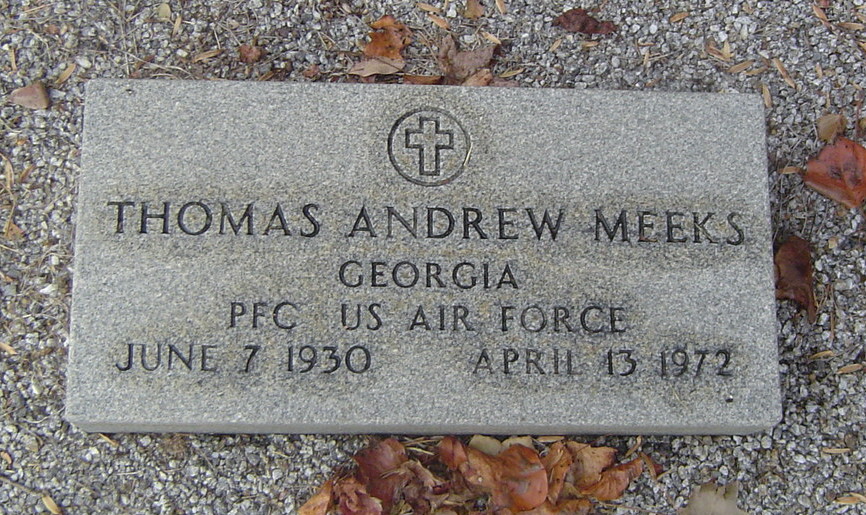 THOMAS ANDREW MEEKS
GEORGIA
PFC US AIR FORCE
JUNE 7 1930 APRIL 13 1972